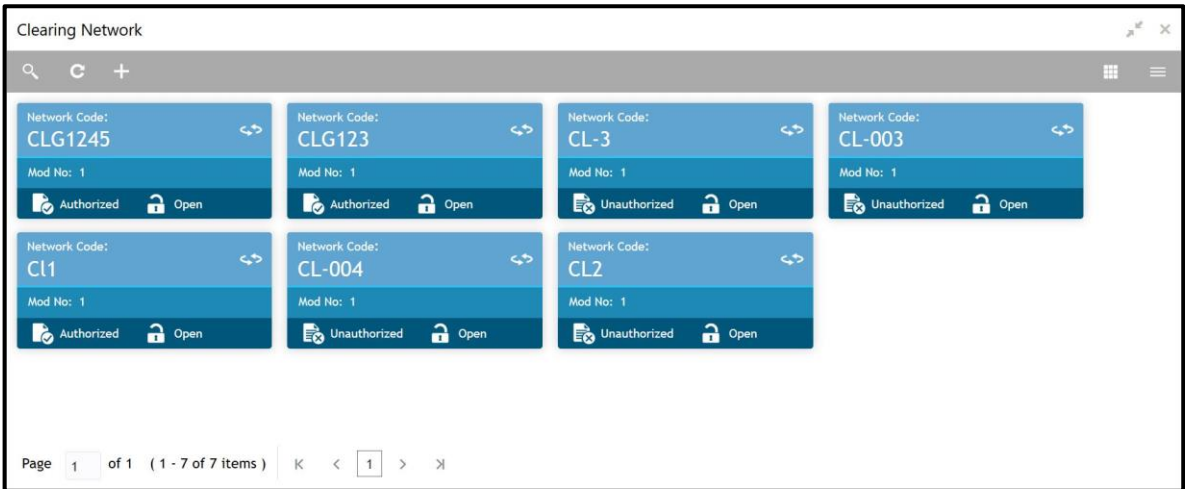 Clearing Network
Network Code:
CLG1245
Mod No: 1
Authorized Open
Network Code:
CLG123
Mod No: 1
Authorized Open
Network Code:
CL-3
Mod No: 1
Unauthorized Open
Network Code:
CL-003
Mod No: 1
Unauthorized Open
Network Code:
Cl1
Mod No: 1
Authorized Open
Network Code:
CL-004
Mod No: 1
Unauthorized Open
Network Code:
CL2
Mod No: 1
Unauthorized Open
Page 1 of 1 ( 1 - 7 of 7 items ) 1